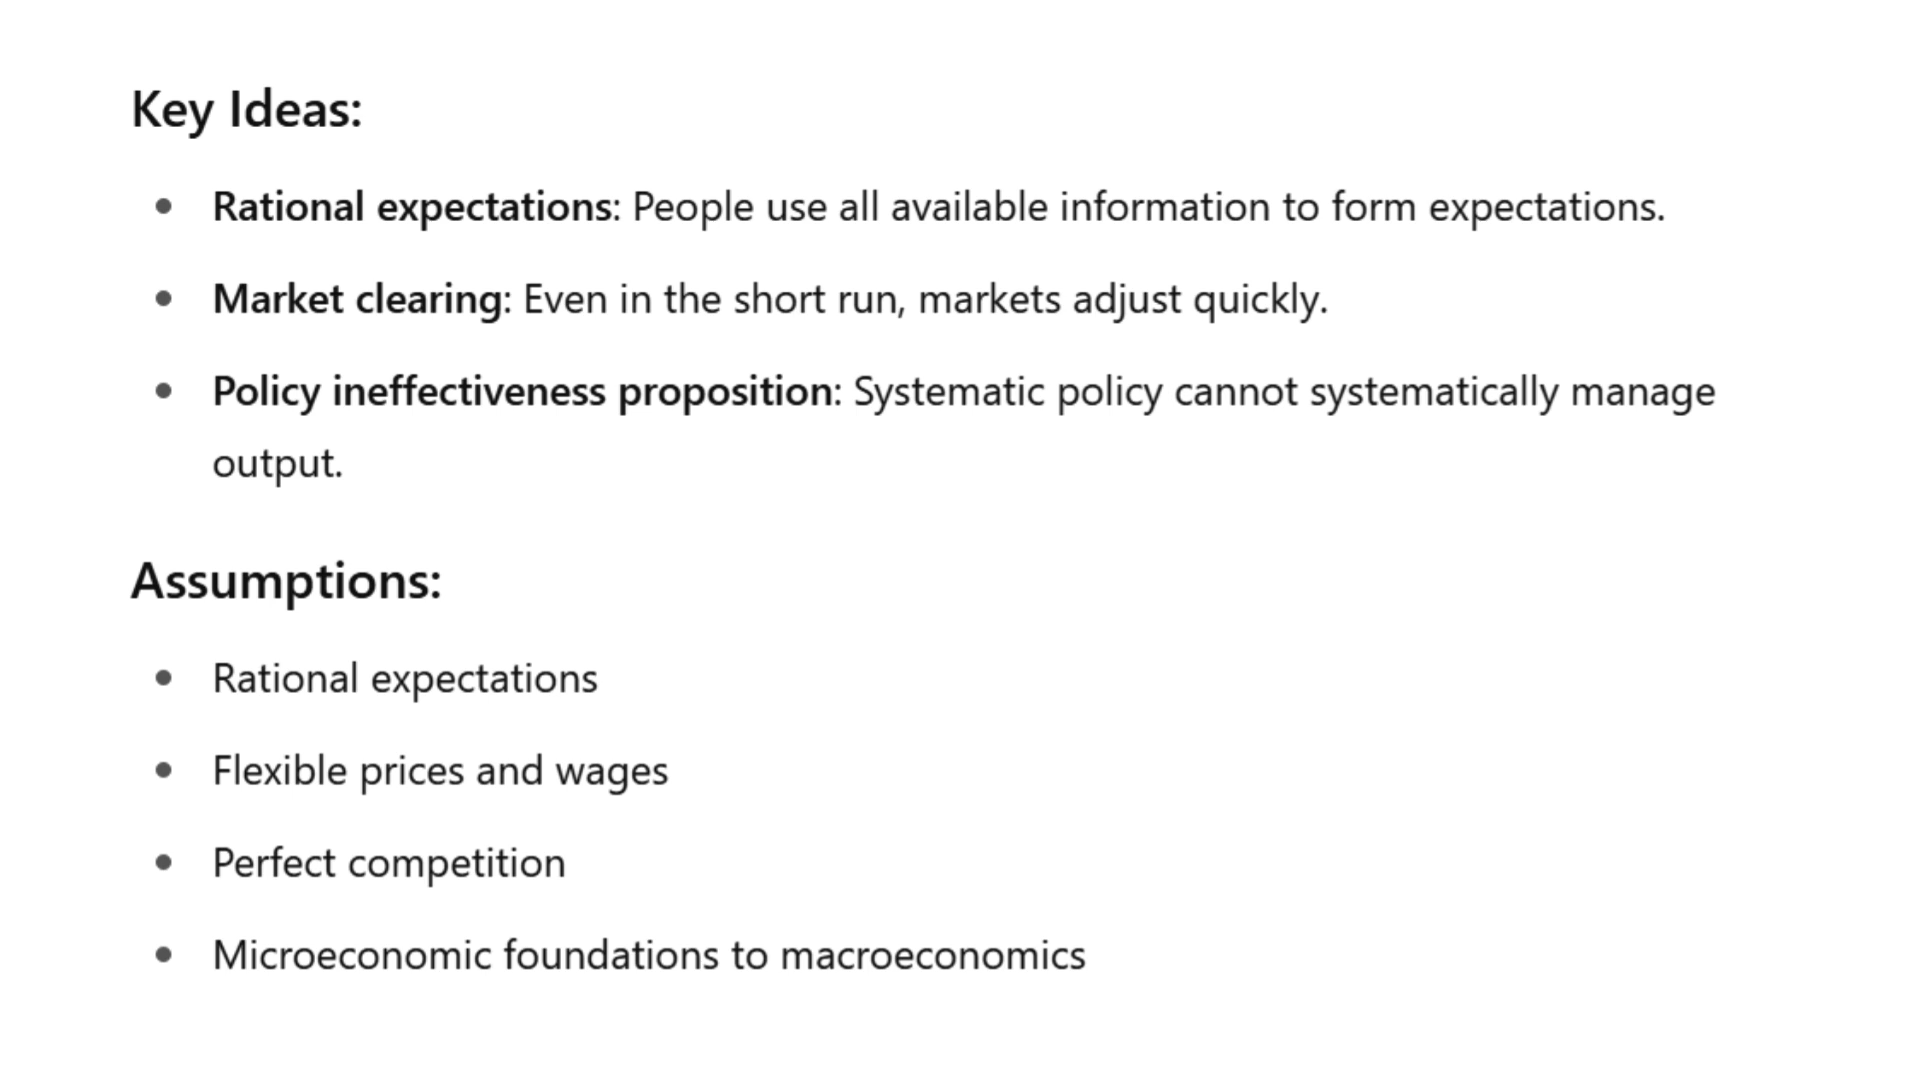 Key Ideas:
Rational expectations: People use all available information to form expectations.
Market clearing: Even in the short run, markets adjust quickly.
Policy ineffectiveness proposition: Systematic policy cannot systematically manage
output.
Assumptions:
Rational expectations
Flexible prices and wages
Perfect competition
Microeconomic foundations to macroeconomics